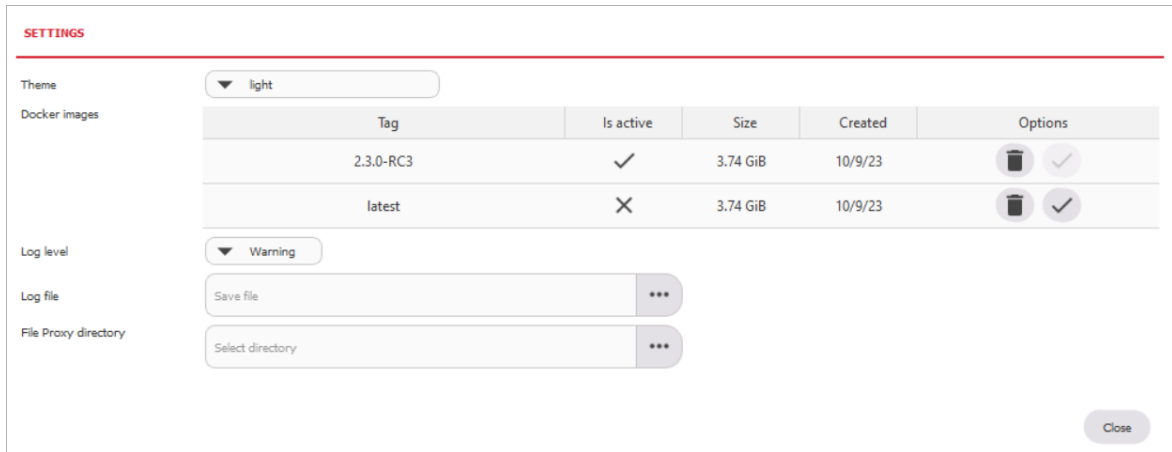 SETTINGS
Theme
light
Docker images
Tag Is active Size Created Options
2.3.0-RC3 3.74 GiB 10/9/23
latest 3.74 GiB 10/9/23
Log level
Warning
Log file
Save file
File Proxy directory
Select directory
Close